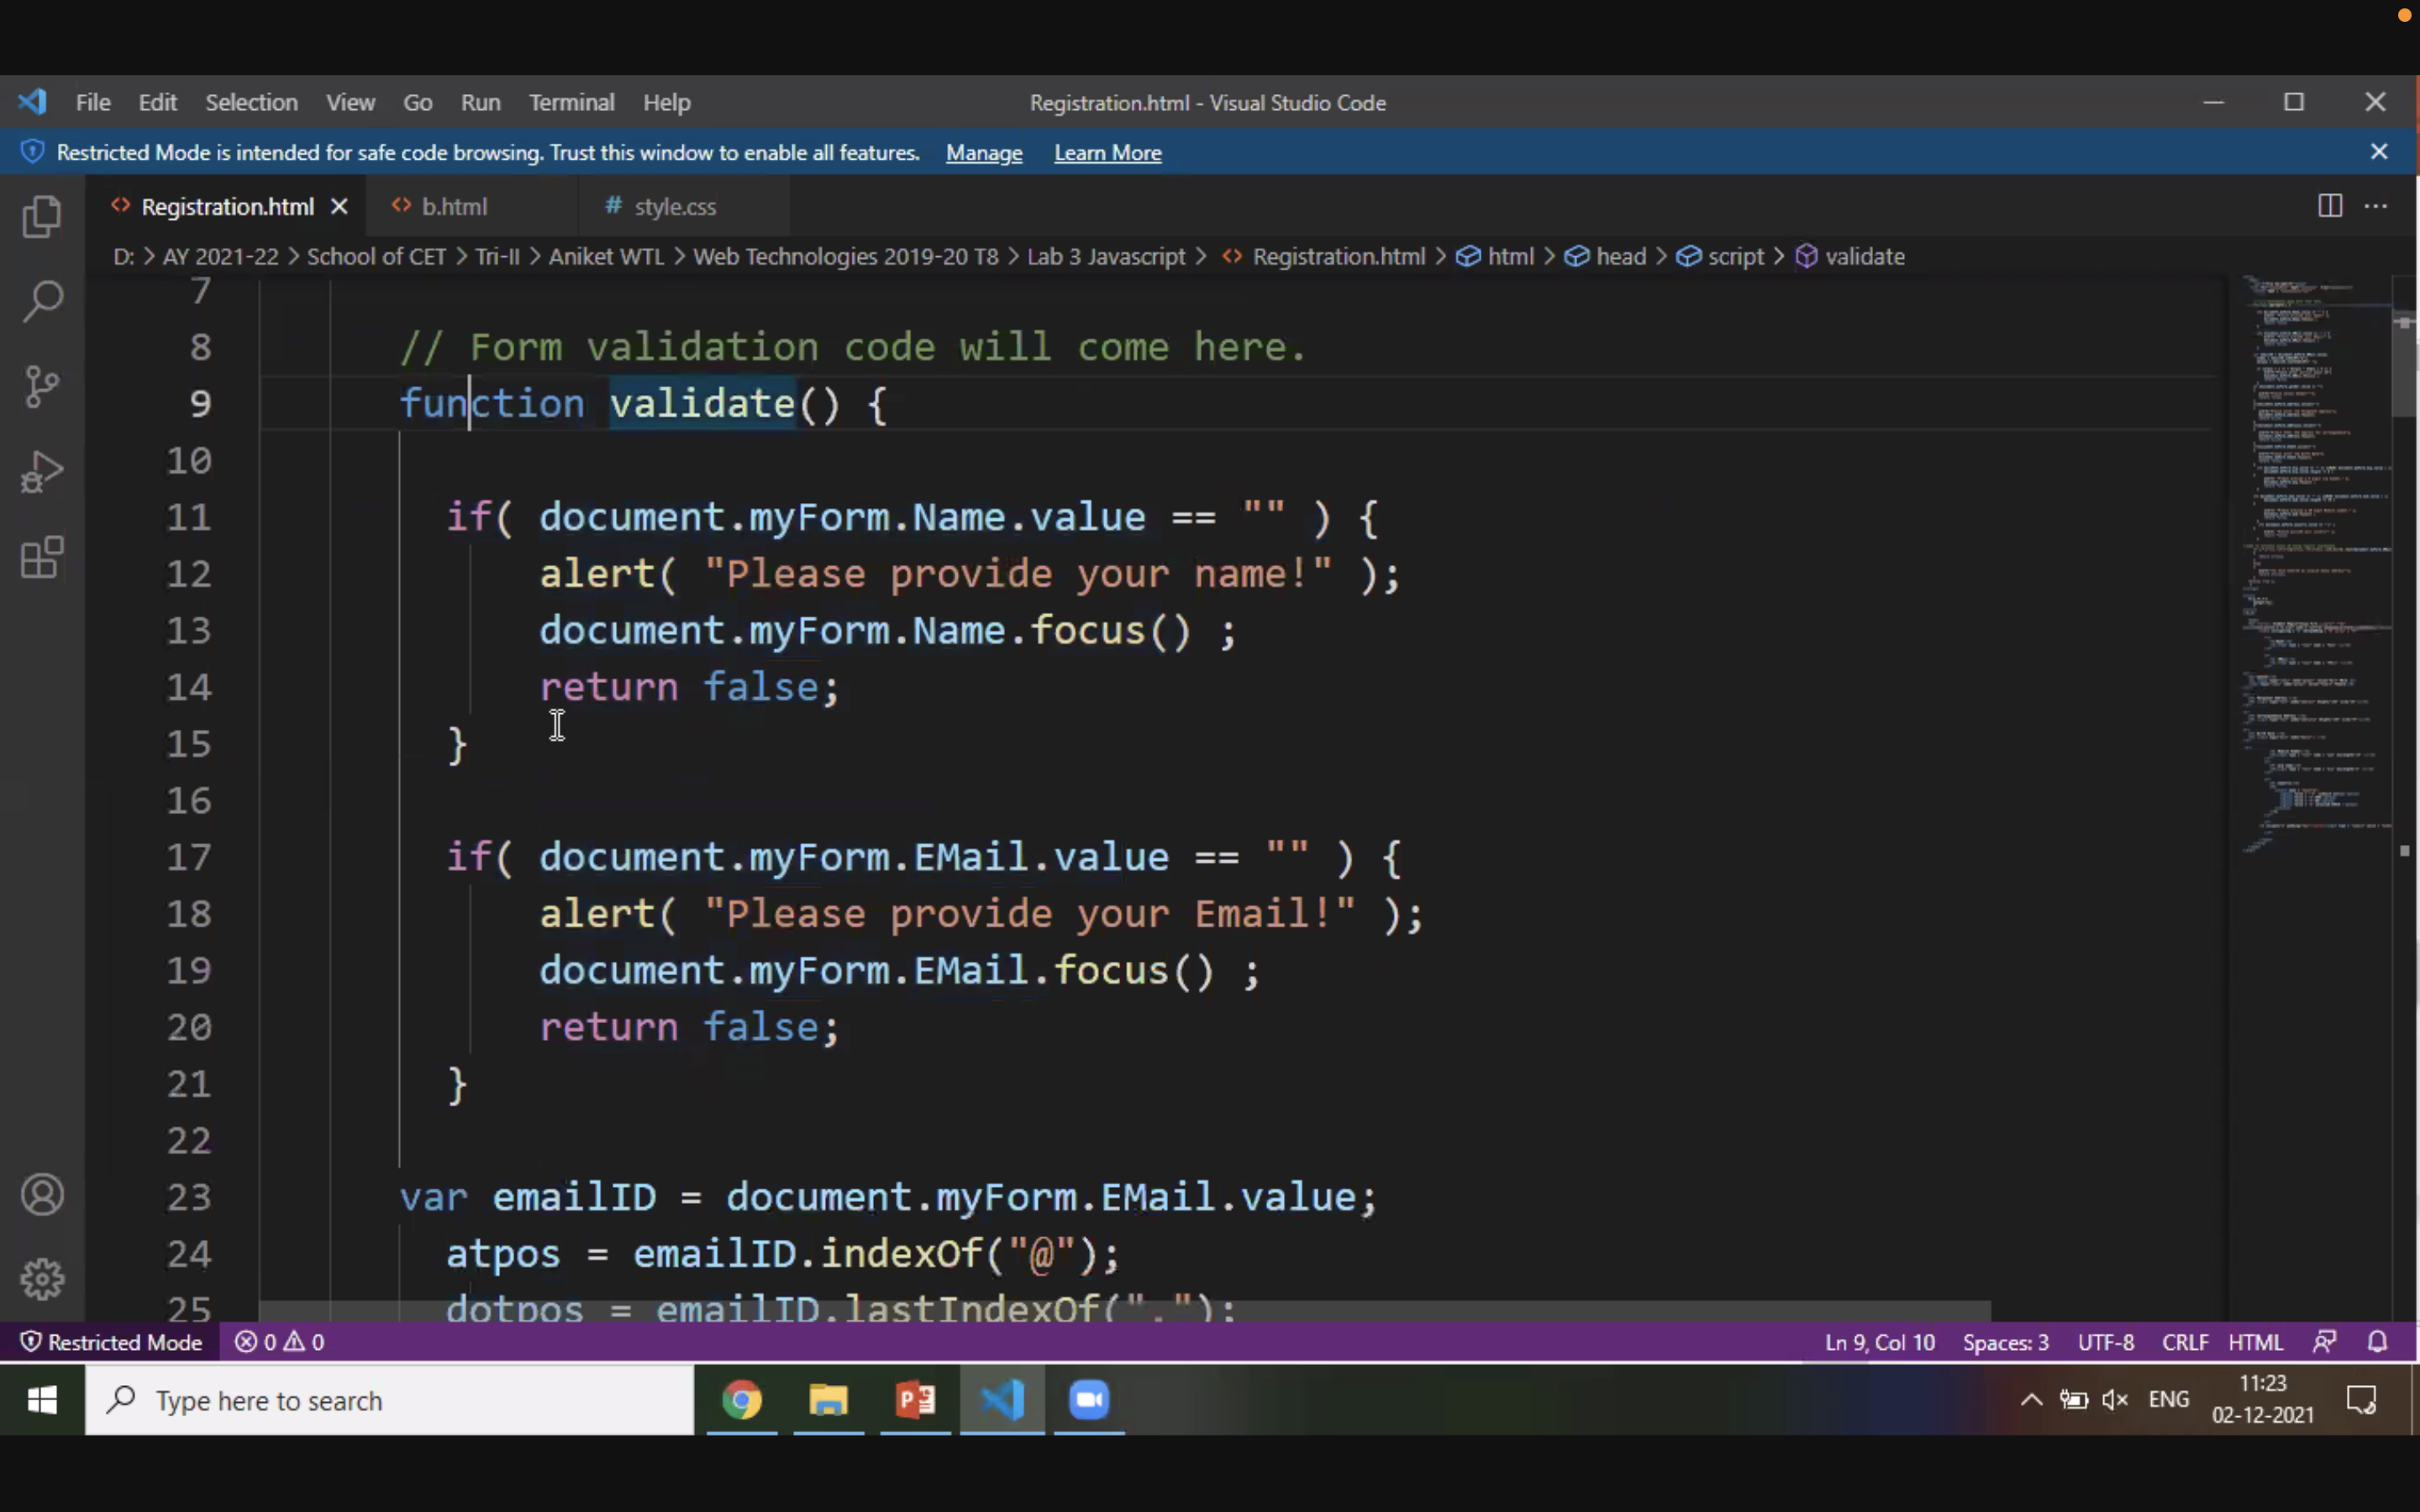 File Edit Selection View Go Run Terminal Help Registration.html - Visual Studio Code
Restricted Mode is intended for safe code browsing. Trust this window to enable all features. Manage Learn More
Registration.html b.html # style.css
D: > AY 2021-22 > School of CET > Tri-II > Aniket WTL > Web Technologies 2019-20 T8 > Lab 3 Javascript > Registration.html > html > head > script > validate
7
8 // Form validation code will come here.
9 function validate() {
10
11 if( document.myForm.Name.value == "" ) {
12 alert( "Please provide your name!" );
13 document.myForm.Name.focus() ;
14 return false;
15 }
16
17 if( document.myForm.EMail.value == "" ) {
18 alert( "Please provide your Email!" );
19 document.myForm.EMail.focus() ;
20 return false;
21 }
22
23 var emailID = document.myForm.EMail.value;
24 atpos = emailID.indexOf("@");
25 dotpos = emailID.lastIndexOf(".");
Restricted Mode 0 0 Ln 9, Col 10 Spaces: 3 UTF-8 CRLF HTML
Type here to search ENG 11:23
02-12-2021